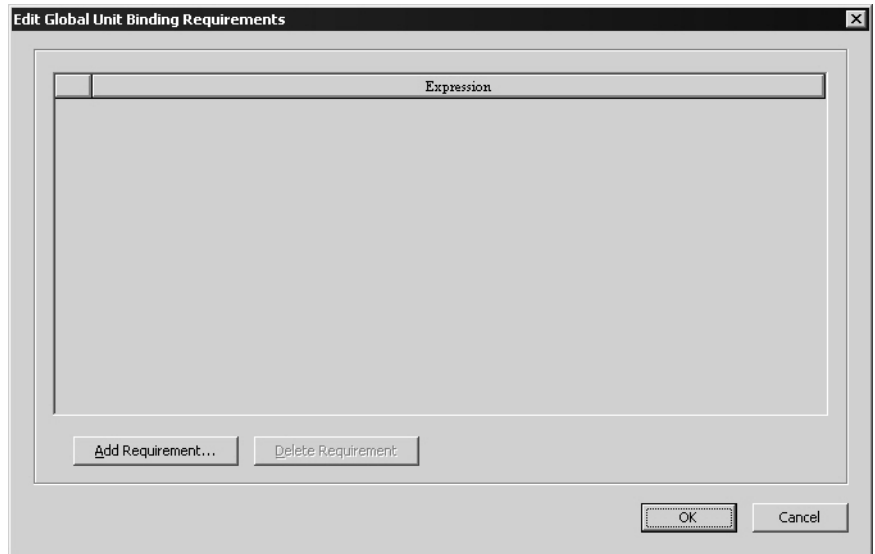 Edit Global Unit Binding Requirements
Expression
Add Requirement... Delete Requirement
OK Cancel